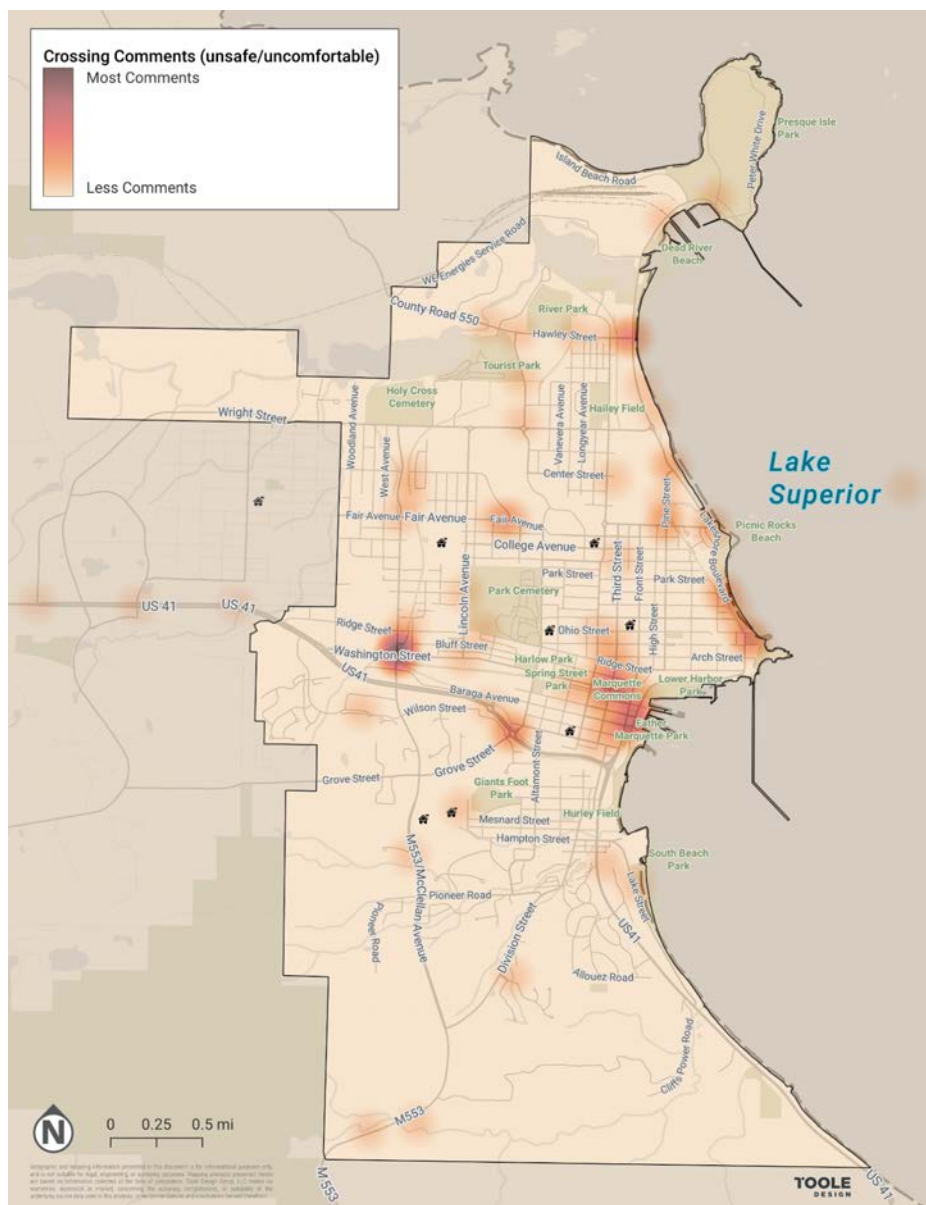 Crossing Comments (unsafe/uncomfortable)
Most Comments
Less Comments
Presque Isle
Park
Peter White Drive
Island Beach Road
Dead River
Beach
WE Energies Service Road
County Road 550
River Park
Hawley Street
Tourist Park
Holy Cross
Cemetery
Hailey Field
Wright Street
Woodland Avenue
West Avenue
Vanevera Avenue
Longyear Avenue
Center Street
Lake
Superior
Pine Street
Fair Avenue
Fair Avenue
Fair Avenue
Lakeshore Boulevard
Picnic Rocks
Beach
College Avenue
Park Street
Third Street
Front Street
Park Street
Lincoln Avenue
Park Cemetery
US 41
US 41
Ridge Street
Ohio Street
High Street
Washington Street
Bluff Street
Harlow Park
Ridge Street
Arch Street
Spring Street
Park
Marquette
Commons
Lower Harbor
Park
US41
Baraga Avenue
Wilson Street
Father
Marquette Park
Grove Street
Grove Street
Altamont Street
Giants Foot
Park
Hurley Field
Mesnard Street
Hampton Street
South Beach
Park
M553/McClellan Avenue
Pioneer Road
Pioneer Road
Lake Street
US41
Division Street
Allouez Road
Cliffs Power Road
M553
N
0 0.25 0.5 mi
M 553
US 41
TOOLE
DESIGN